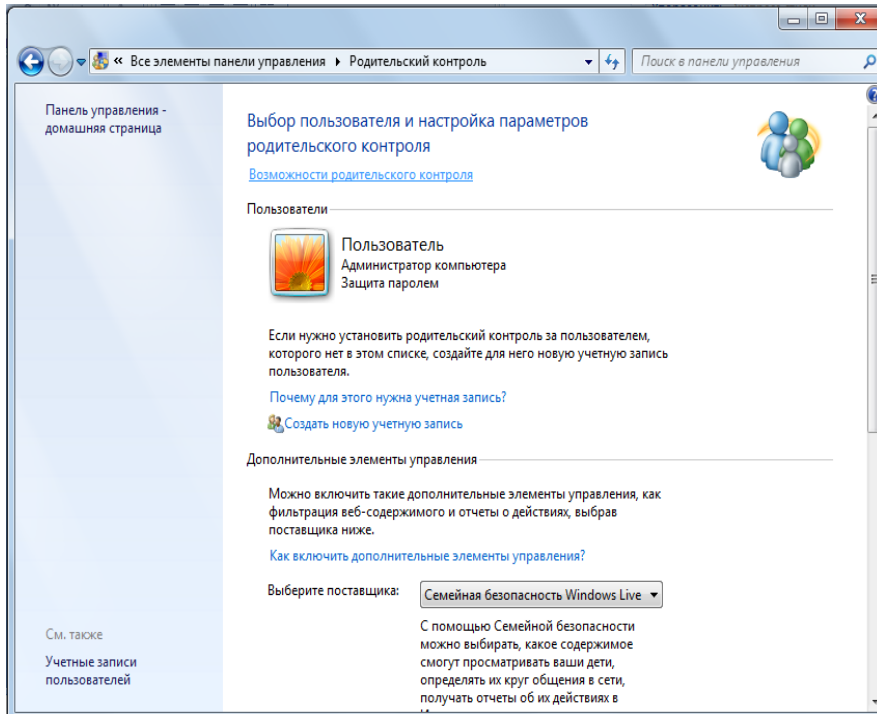 « Все элементы панели управления Родительский контроль
Поиск в панели управления
Панель управления -
домашняя страница
Выбор пользователя и настройка параметров
родительского контроля
Возможности родительского контроля
Пользователи
Пользователь
Администратор компьютера
Защита паролем
Если нужно установить родительский контроль за пользователем,
которого нет в этом списке, создайте для него новую учетную запись
пользователя.
Почему для этого нужна учетная запись?
Создать новую учетную запись
Дополнительные элементы управления
Можно включить такие дополнительные элементы управления, как
фильтрация веб-содержимого и отчеты о действиях, выбрав
поставщика ниже.
Как включить дополнительные элементы управления?
Выберите поставщика:
Семейная безопасность Windows Live
С помощью Семейной безопасности
можно выбирать, какое содержимое
смогут просматривать ваши дети,
определять их круг общения в сети,
получать отчеты об их действиях в
См. также
Учетные записи
пользователей